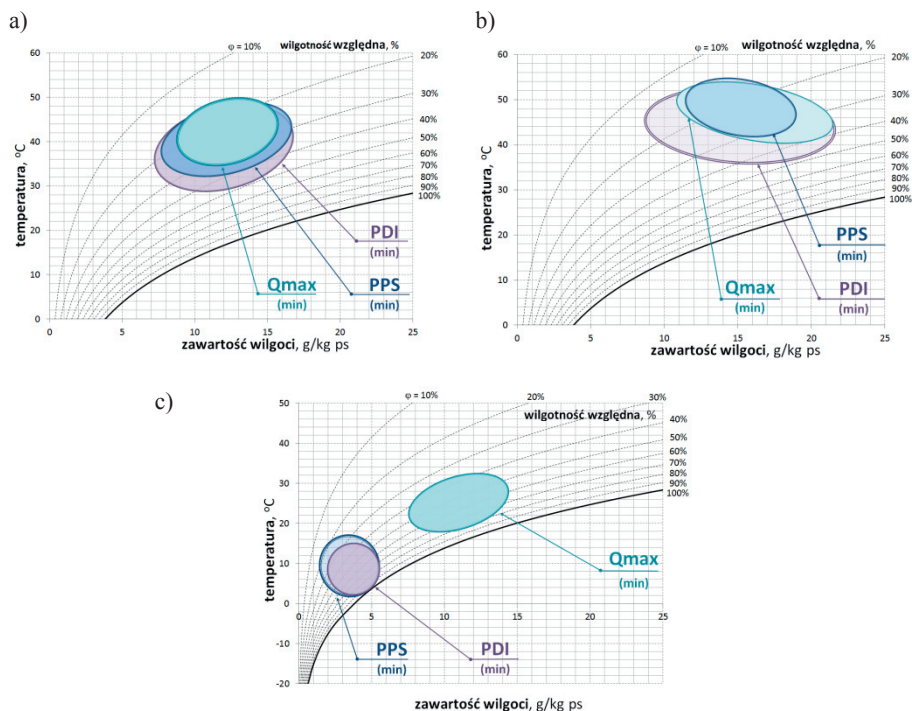 a)
φ = 10% wilgotność względna, %
20%
30%
40%
50%
60%
70%
80%
90%
100%
60
50
40
30
20
10
0
temperatura, °C
PDI
(min)
Qmax
(min)
PPS
(min)
0 5 10 15 20 25
zawartość wilgoci, g/kg ps
b)
wilgotność względna, %
φ = 10%
20%
30%
40%
50%
60%
70%
80%
90%
100%
60
50
40
30
20
10
0
temperatura, °C
PPS
(min)
Qmax
(min)
PDI
(min)
0 5 10 15 20 25
zawartość wilgoci, g/kg ps
c)
φ = 10% 20% 30%
wilgotność względna, %
40%
50%
60%
70%
80%
90%
100%
50
40
30
20
10
0
-10
-20
temperatura, °C
Qmax
(min)
0 5 10 15 20 25
PPS
(min)
PDI
(min)
zawartość wilgoci, g/kg ps